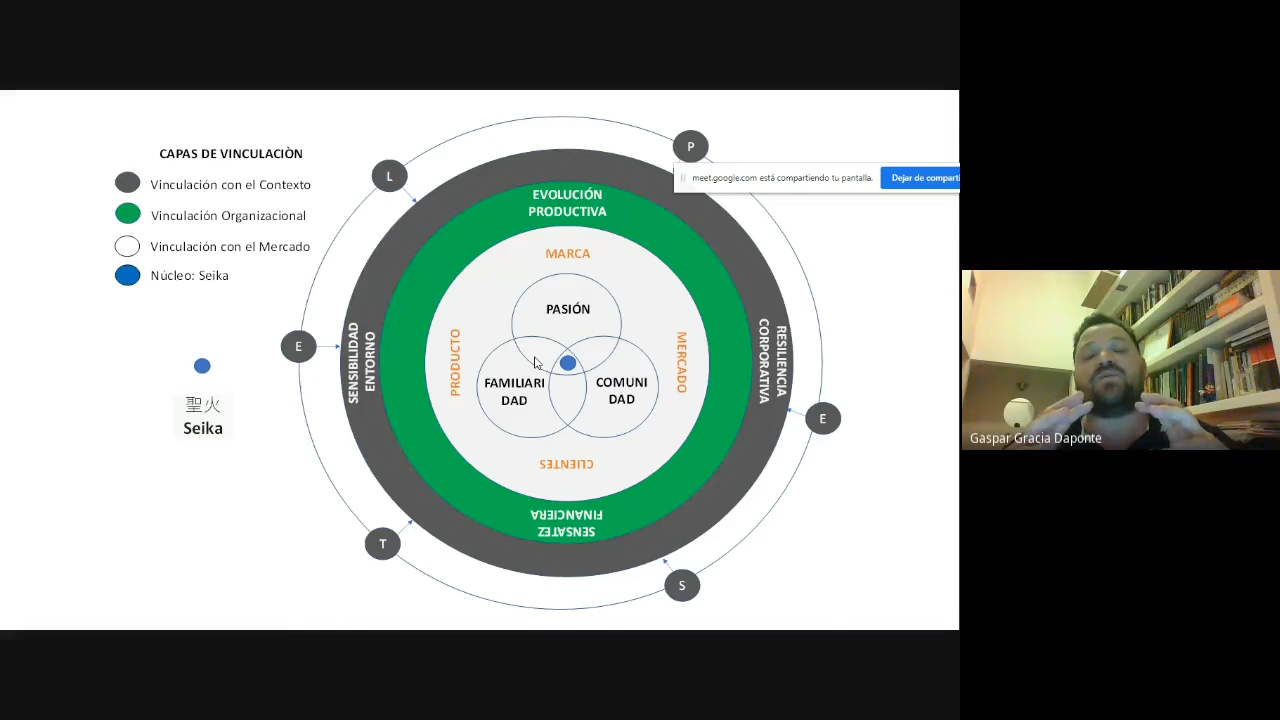 CAPAS DE VINCULACIÒN
Vinculación con el Contexto
Vinculación Organizacional
Vinculaciòn con el Mercado
Núcleo: Seika
聖火
Seika
P
L
E
T
S
E
meet.google.com está compartiendo tu pantalla.
Dejar de comparti
EVOLUCIÓN
PRODUCTIVA
SENSIBILIDAD
ENTORNO
RESILIENCIA
CORPORATIVA
SENSATEZ
FINANCIERA
MARCA
PRODUCTO
MERCADO
CLIENTES
PASIÓN
FAMILIARI
DAD
COMUNI
DAD
Gaspar Gracia Daponte